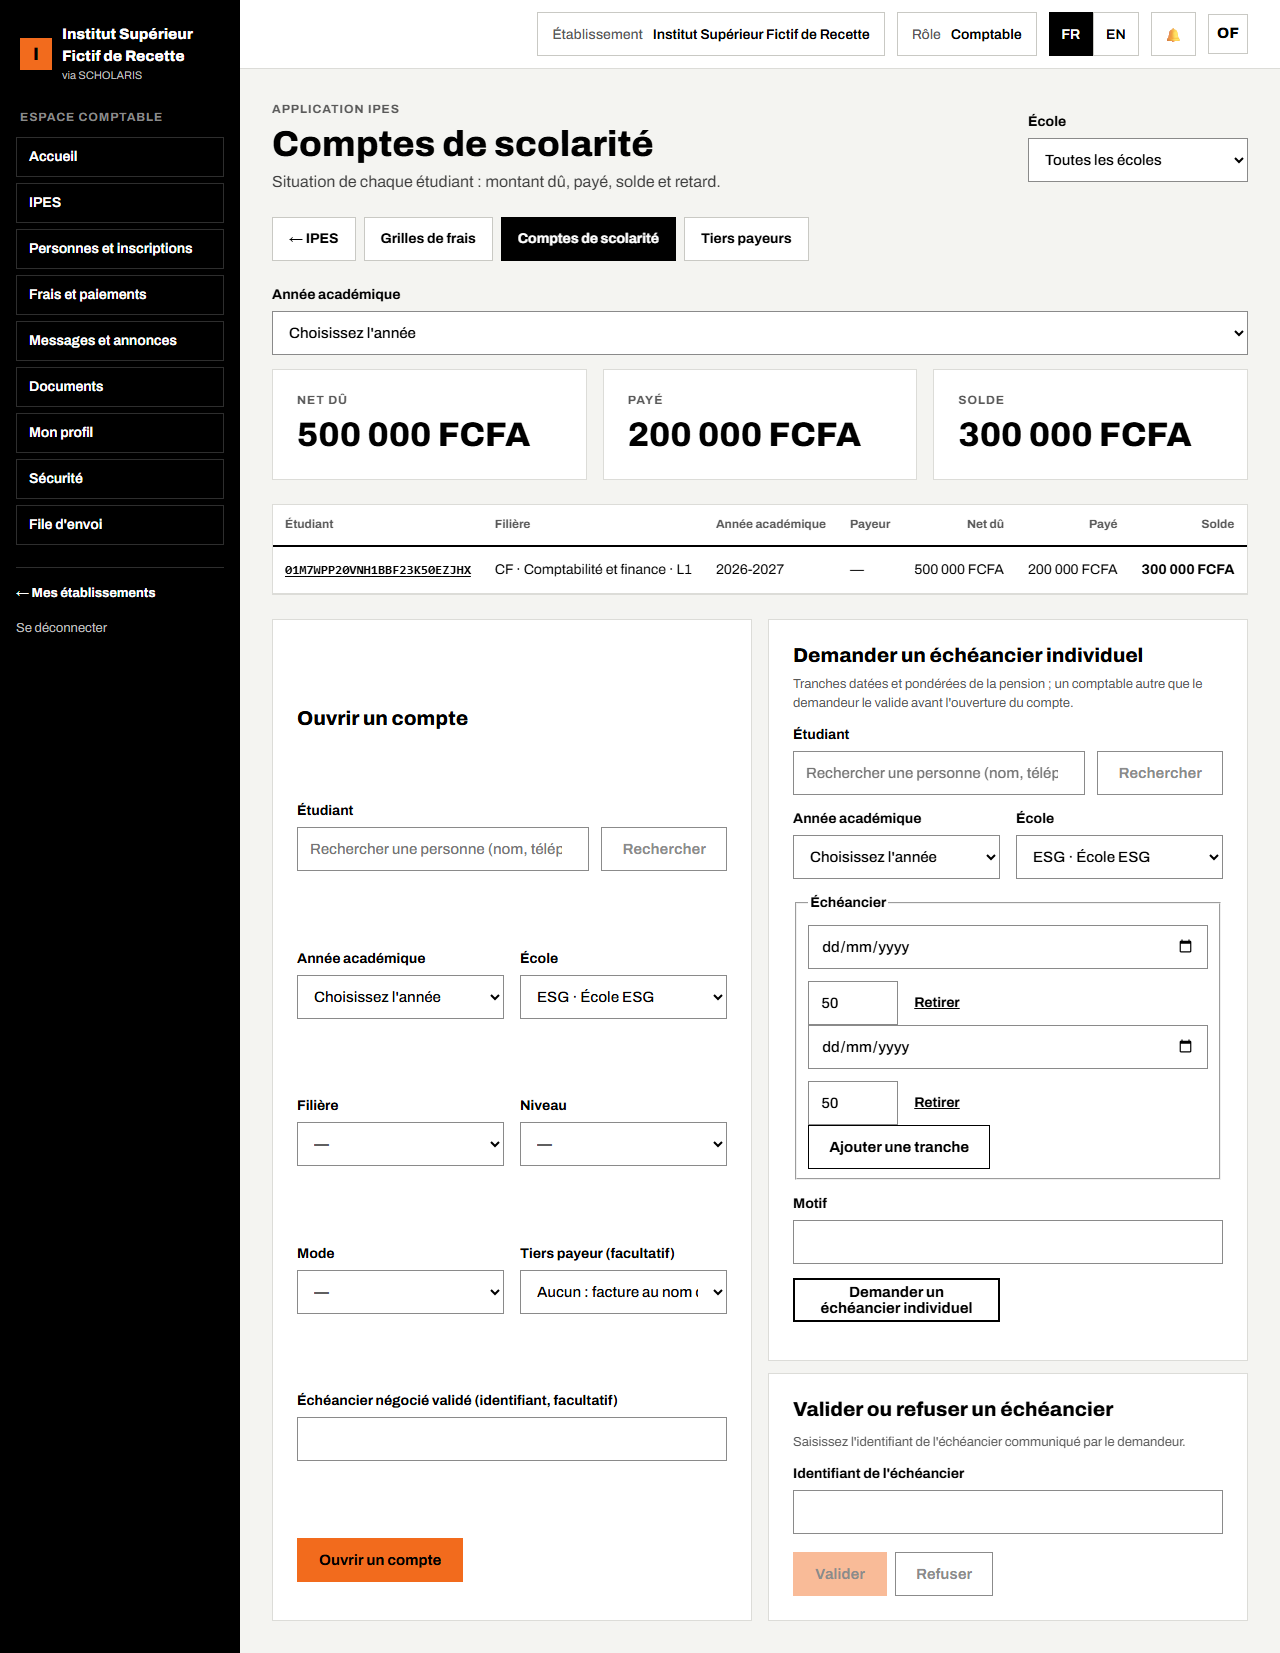 I
Institut Supérieur
Fictif de Recette
via SCHOLARIS
ESPACE COMPTABLE
Accueil
IPES
Personnes et inscriptions
Frais et paiements
Messages et annonces
Documents
Mon profil
Sécurité
File d'envoi
← Mes établissements
Se déconnecter
Établissement Institut Supérieur Fictif de Recette
Rôle Comptable
FR EN
OF
APPLICATION IPES
Comptes de scolarité
Situation de chaque étudiant : montant dû, payé, solde et retard.
École
Toutes les écoles
← IPES
Grilles de frais
Comptes de scolarité
Tiers payeurs
Année académique
Choisissez l'année
NET DÛ
500 000 FCFA
PAYÉ
200 000 FCFA
SOLDE
300 000 FCFA
Étudiant Filière Année académique Payeur Net dû Payé Solde
01M7WPP20VNH1BBF23K50EZJHX CF · Comptabilité et finance · L1 2026-2027 — 500 000 FCFA 200 000 FCFA 300 000 FCFA
Ouvrir un compte
Étudiant
Rechercher une personne (nom, télép
Rechercher
Année académique
Choisissez l'année
École
ESG · École ESG
Filière
—
Niveau
—
Mode
—
Tiers payeur (facultatif)
Aucun : facture au nom
Échéancier négocié validé (identifiant, facultatif)
Ouvrir un compte
Demander un échéancier individuel
Tranches datées et pondérées de la pension ; un comptable autre que le
demandeur le valide avant l'ouverture du compte.
Étudiant
Rechercher une personne (nom, télép
Rechercher
Année académique
Choisissez l'année
École
ESG · École ESG
Échéancier
dd/mm/yyyy
50
Retirer
dd/mm/yyyy
50
Retirer
Ajouter une tranche
Motif
Demander un
échéancier individuel
Valider ou refuser un échéancier
Saisissez l'identifiant de l'échéancier communiqué par le demandeur.
Identifiant de l'échéancier
Valider
Refuser